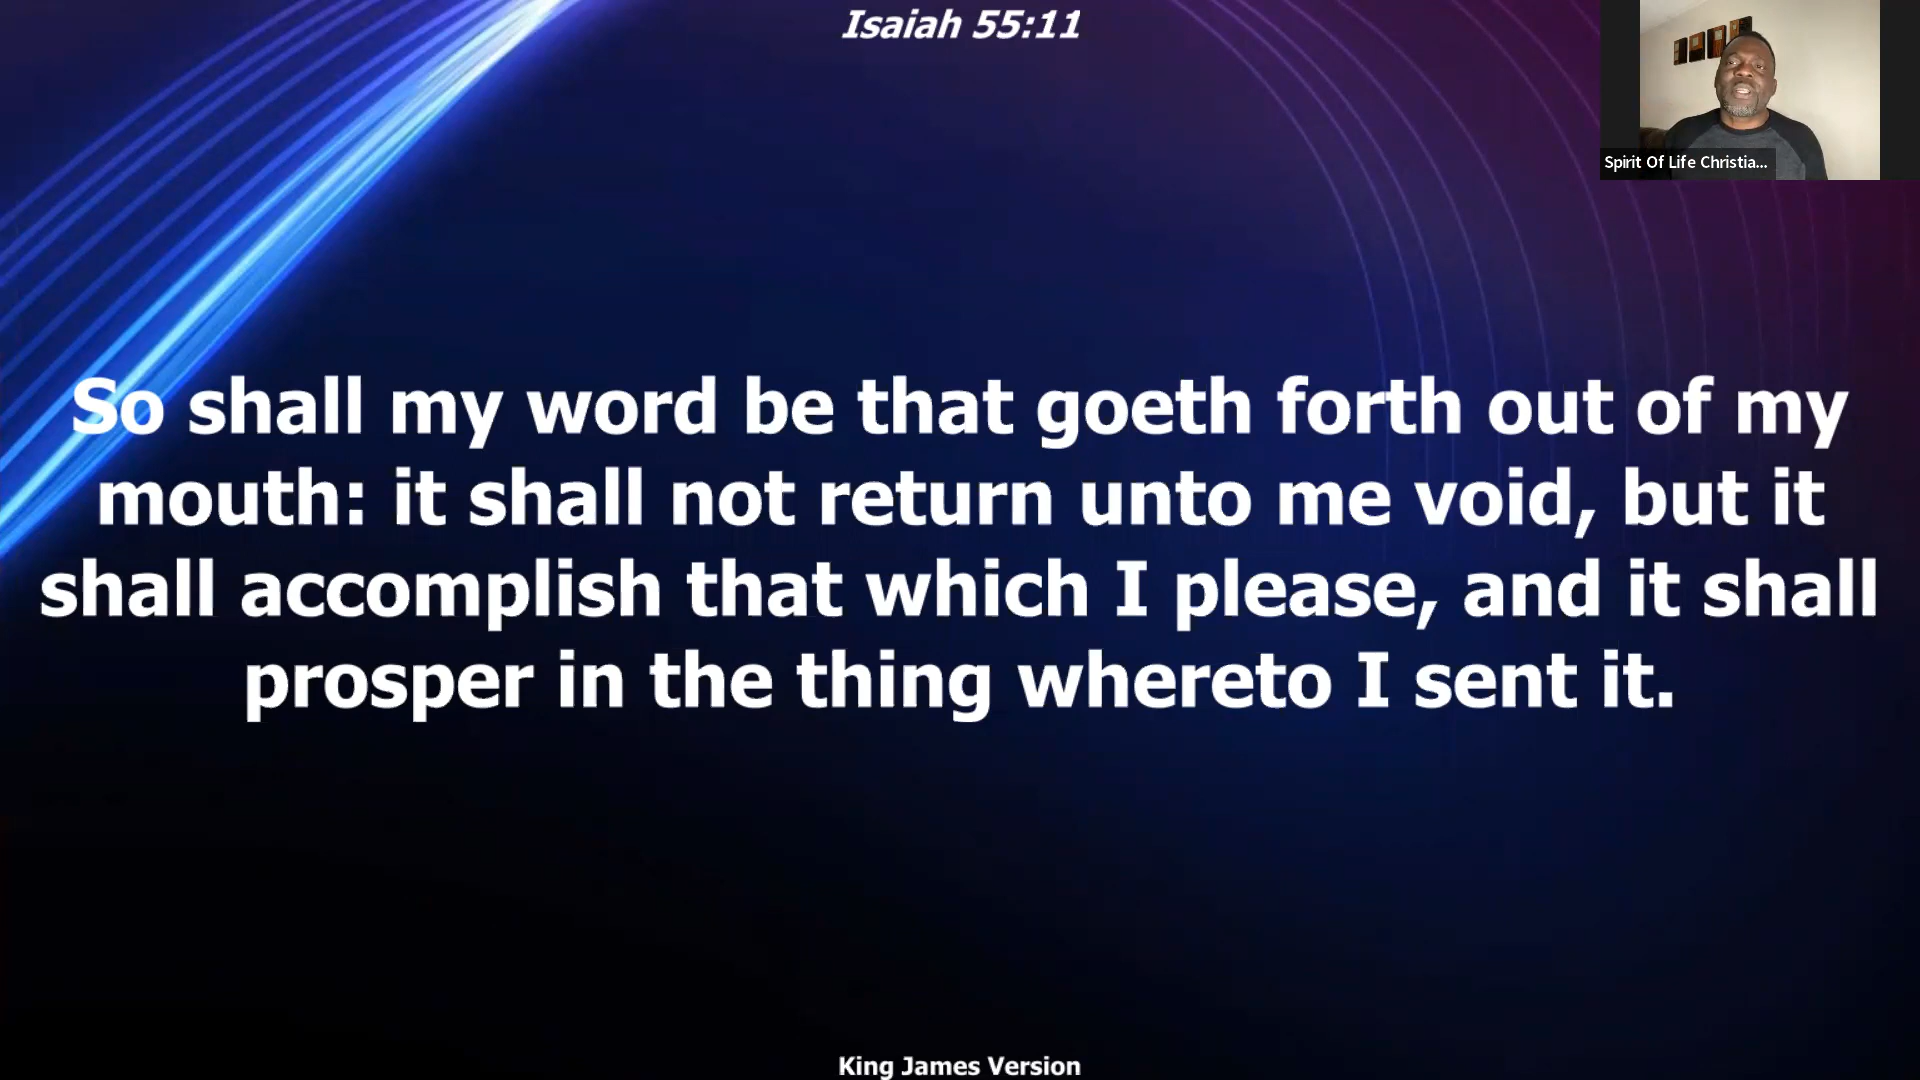 Isaiah 55:11
Spirit Of Life Christia...
So shall my word be that goeth forth out of my
mouth: it shall not return unto me void, but it
shall accomplish that which I please, and it shall
prosper in the thing whereto I sent it.
King James Version